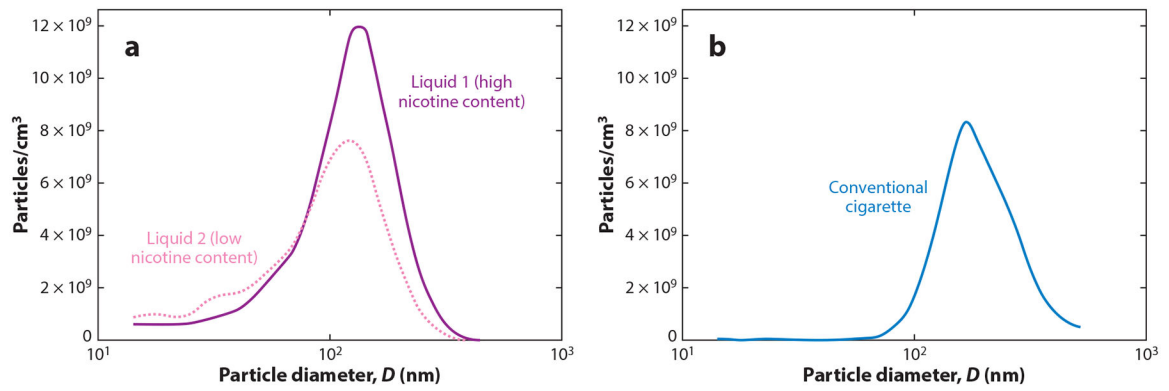 a
Particles/cm³
12 × 10⁹
10 × 10⁹
8 × 10⁹
6 × 10⁹
4 × 10⁹
2 × 10⁹
0
Liquid 1 (high
nicotine content)
Liquid 2 (low
nicotine content)
10¹
10²
10³
Particle diameter, D (nm)
b
Particles/cm³
12 × 10⁹
10 × 10⁹
8 × 10⁹
6 × 10⁹
4 × 10⁹
2 × 10⁹
0
Conventional
cigarette
10¹
10²
10³
Particle diameter, D (nm)